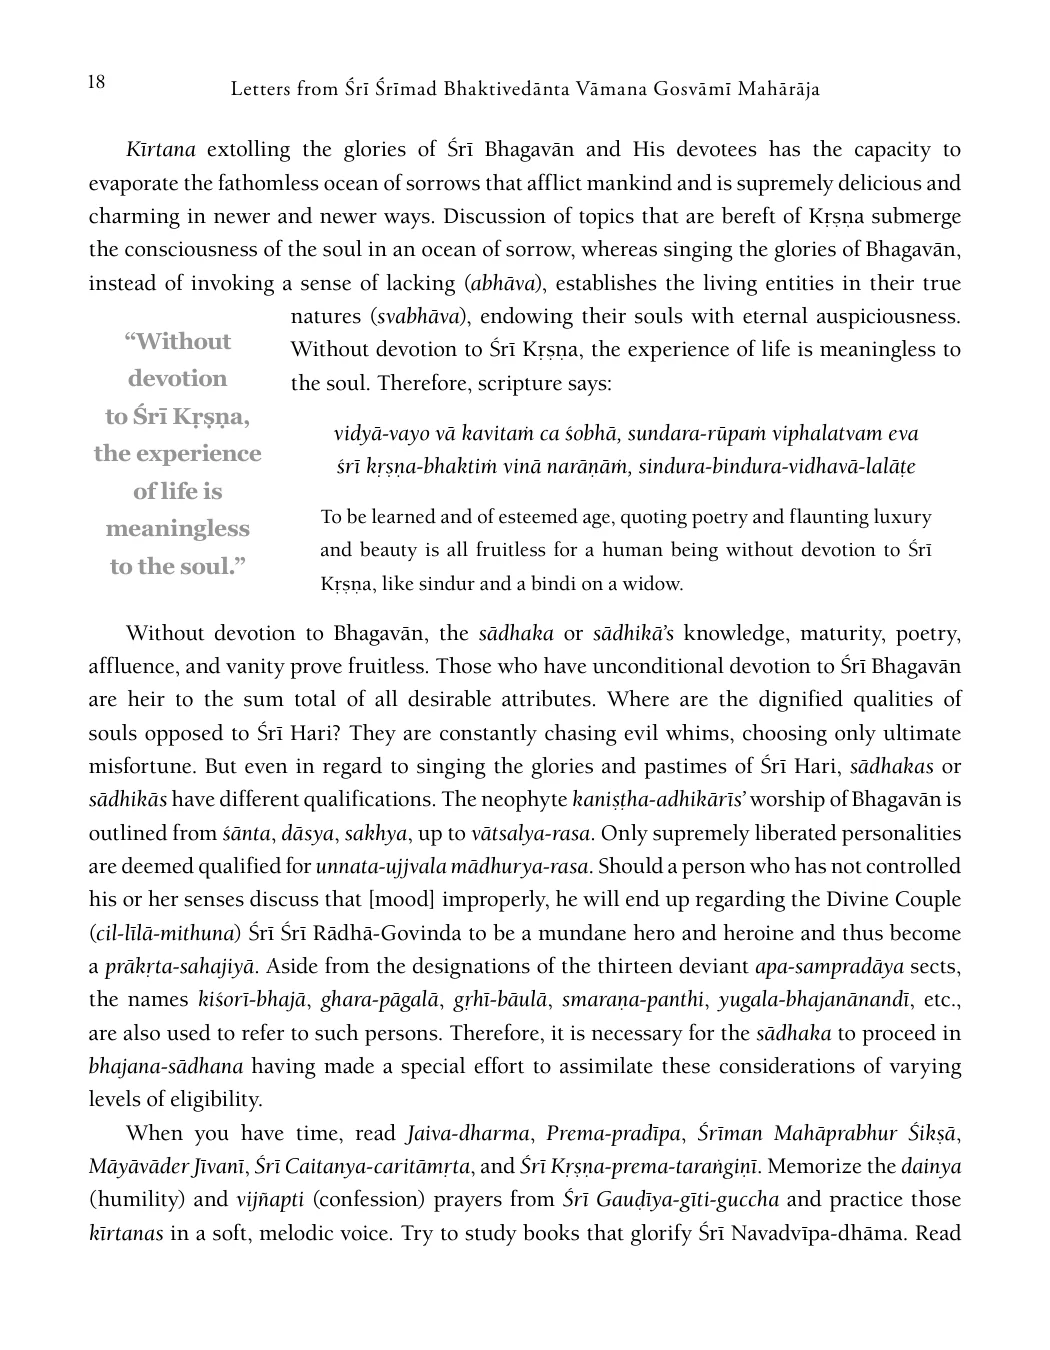 18
Letters from Śrī Śrīmad Bhaktivedānta Vāmana Gosvāmī Mahārāja
Kīrtana extolling the glories of Śrī Bhagavān and His devotees has the capacity to
evaporate the fathomless ocean of sorrows that afflict mankind and is supremely delicious and
charming in newer and newer ways. Discussion of topics that are bereft of Kṛṣṇa submerge
the consciousness of the soul in an ocean of sorrow, whereas singing the glories of Bhagavān,
instead of invoking a sense of lacking (abhāva), establishes the living entities in their true
natures (svabhāva), endowing their souls with eternal auspiciousness.
Without devotion to Śrī Kṛṣṇa, the experience of life is meaningless to
the soul. Therefore, scripture says:
“Without
devotion
to Śrī Kṛṣṇa,
the experience
of life is
meaningless
to the soul.”
vidyā-vayo vā kavitaṁ ca śobhā, sundara-rūpaṁ viphalatvam eva
śrī kṛṣṇa-bhaktiṁ vinā narāṇāṁ, sindura-bindura-vidhavā-lalāṭe
To be learned and of esteemed age, quoting poetry and flaunting luxury
and beauty is all fruitless for a human being without devotion to Śrī
Kṛṣṇa, like sindur and a bindi on a widow.
Without devotion to Bhagavān, the sādhaka or sādhikā’s knowledge, maturity, poetry,
affluence, and vanity prove fruitless. Those who have unconditional devotion to Śrī Bhagavān
are heir to the sum total of all desirable attributes. Where are the dignified qualities of
souls opposed to Śrī Hari? They are constantly chasing evil whims, choosing only ultimate
misfortune. But even in regard to singing the glories and pastimes of Śrī Hari, sādhakas or
sādhikās have different qualifications. The neophyte kaniṣṭha-adhikārīs’ worship of Bhagavān is
outlined from śānta, dāsya, sakhya, up to vātsalya-rasa. Only supremely liberated personalities
are deemed qualified for unnata-ujjvala mādhurya-rasa. Should a person who has not controlled
his or her senses discuss that [mood] improperly, he will end up regarding the Divine Couple
(cil-līlā-mithuna) Śrī Śrī Rādhā-Govinda to be a mundane hero and heroine and thus become
a prākṛta-sahajiyā. Aside from the designations of the thirteen deviant apa-sampradāya sects,
the names kiśorī-bhajā, ghara-pāgalā, gṛhī-bāulā, smaraṇa-panthi, yugala-bhajanānandī, etc.,
are also used to refer to such persons. Therefore, it is necessary for the sādhaka to proceed in
bhajana-sādhana having made a special effort to assimilate these considerations of varying
levels of eligibility.
When you have time, read Jaiva-dharma, Prema-pradīpa, Śrīman Mahāprabhur Śikṣā,
Māyāvāder Jīvanī, Śrī Caitanya-caritāmṛta, and Śrī Kṛṣṇa-prema-taraṅgiṇī. Memorize the dainya
(humility) and vijñapti (confession) prayers from Śrī Gauḍīya-gīti-guccha and practice those
kīrtanas in a soft, melodic voice. Try to study books that glorify Śrī Navadvīpa-dhāma. Read